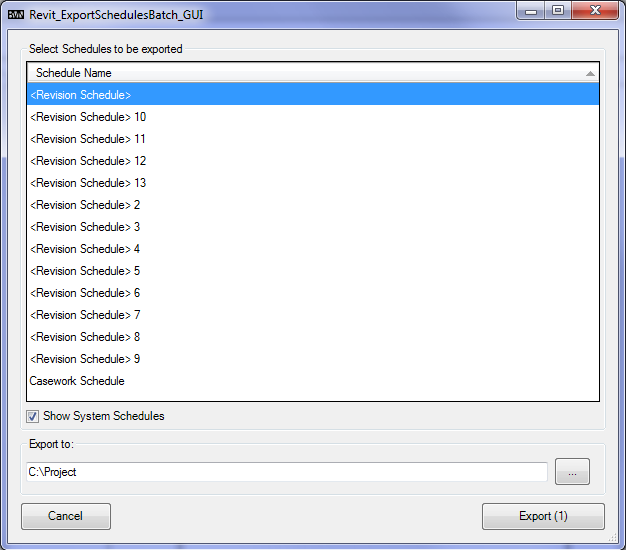 Revit_ExportSchedulesBatch_GUI
Select Schedules to be exported
Schedule Name
<Revision Schedule>
<Revision Schedule> 10
<Revision Schedule> 11
<Revision Schedule> 12
<Revision Schedule> 13
<Revision Schedule> 2
<Revision Schedule> 3
<Revision Schedule> 4
<Revision Schedule> 5
<Revision Schedule> 6
<Revision Schedule> 7
<Revision Schedule> 8
<Revision Schedule> 9
Casework Schedule
Show System Schedules
Export to:
C:\Project
...
Cancel
Export (1)